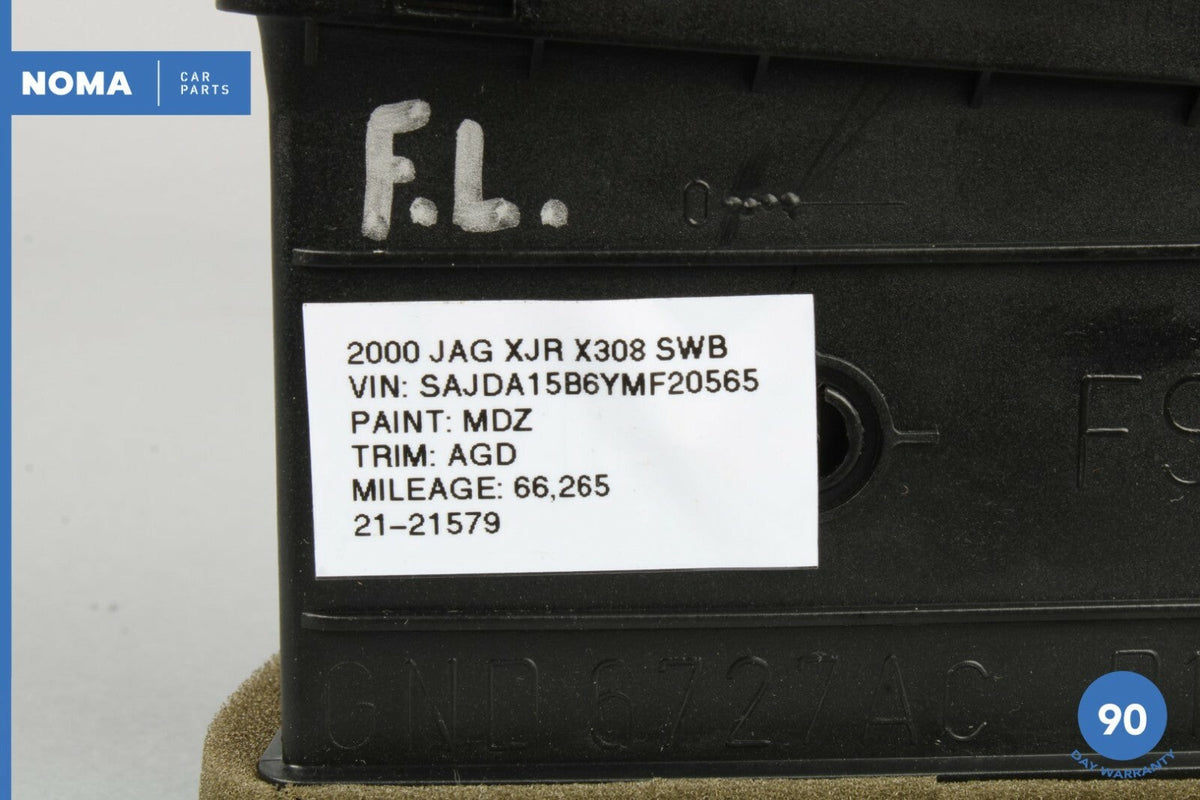 NOMA
CAR
PARTS
F.L.
2000 JAG XJR X308 SWB
VIN: SAJDA15B6YMF20565
PAINT: MDZ
TRIM: AGD
MILEAGE: 66,265
21-21579
GND 6727AC
90
DAY WARRANTY